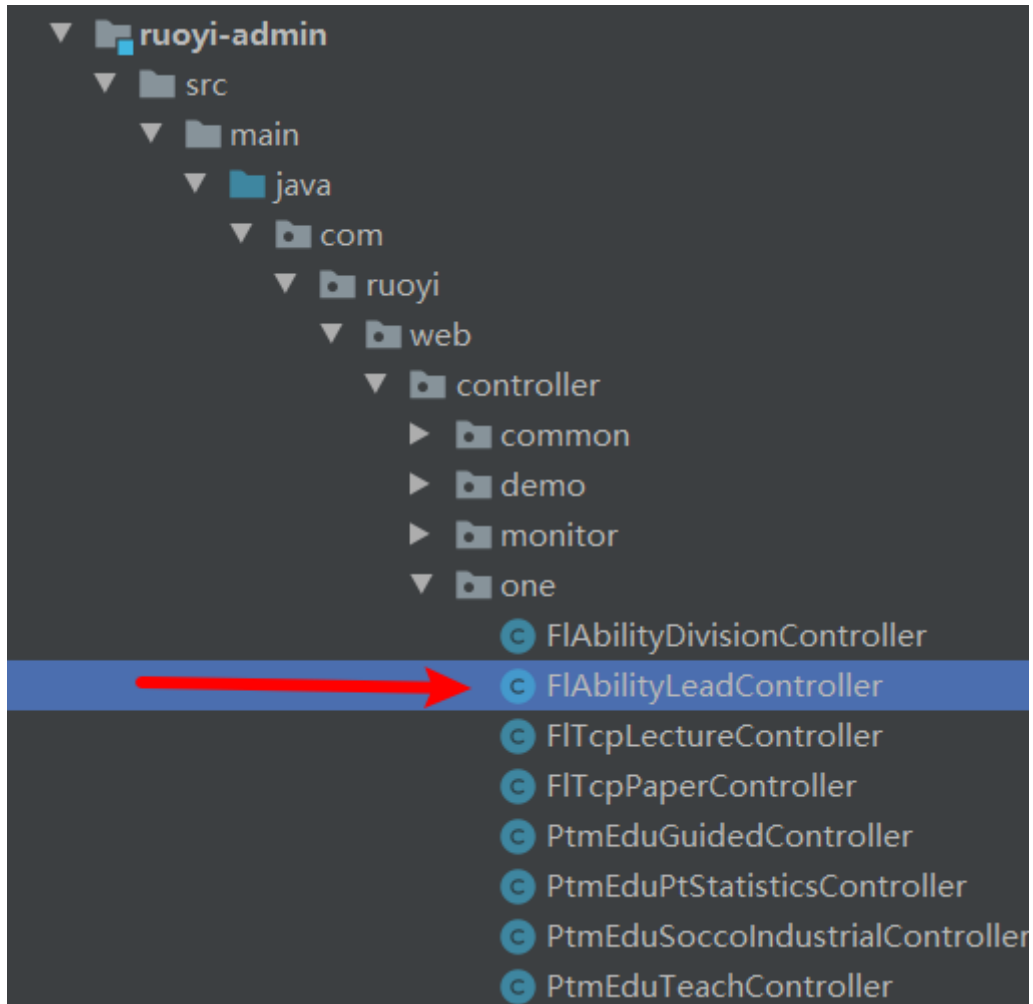 ruoyi-admin
src
main
java
com
ruoyi
web
controller
common
demo
monitor
one
FlAbilityDivisionController
FlAbilityLeadController
FlTcpLectureController
FlTcpPaperController
PtmEduGuidedController
PtmEduPtStatisticsController
PtmEduSoccoIndustrialController
PtmEduTeachController